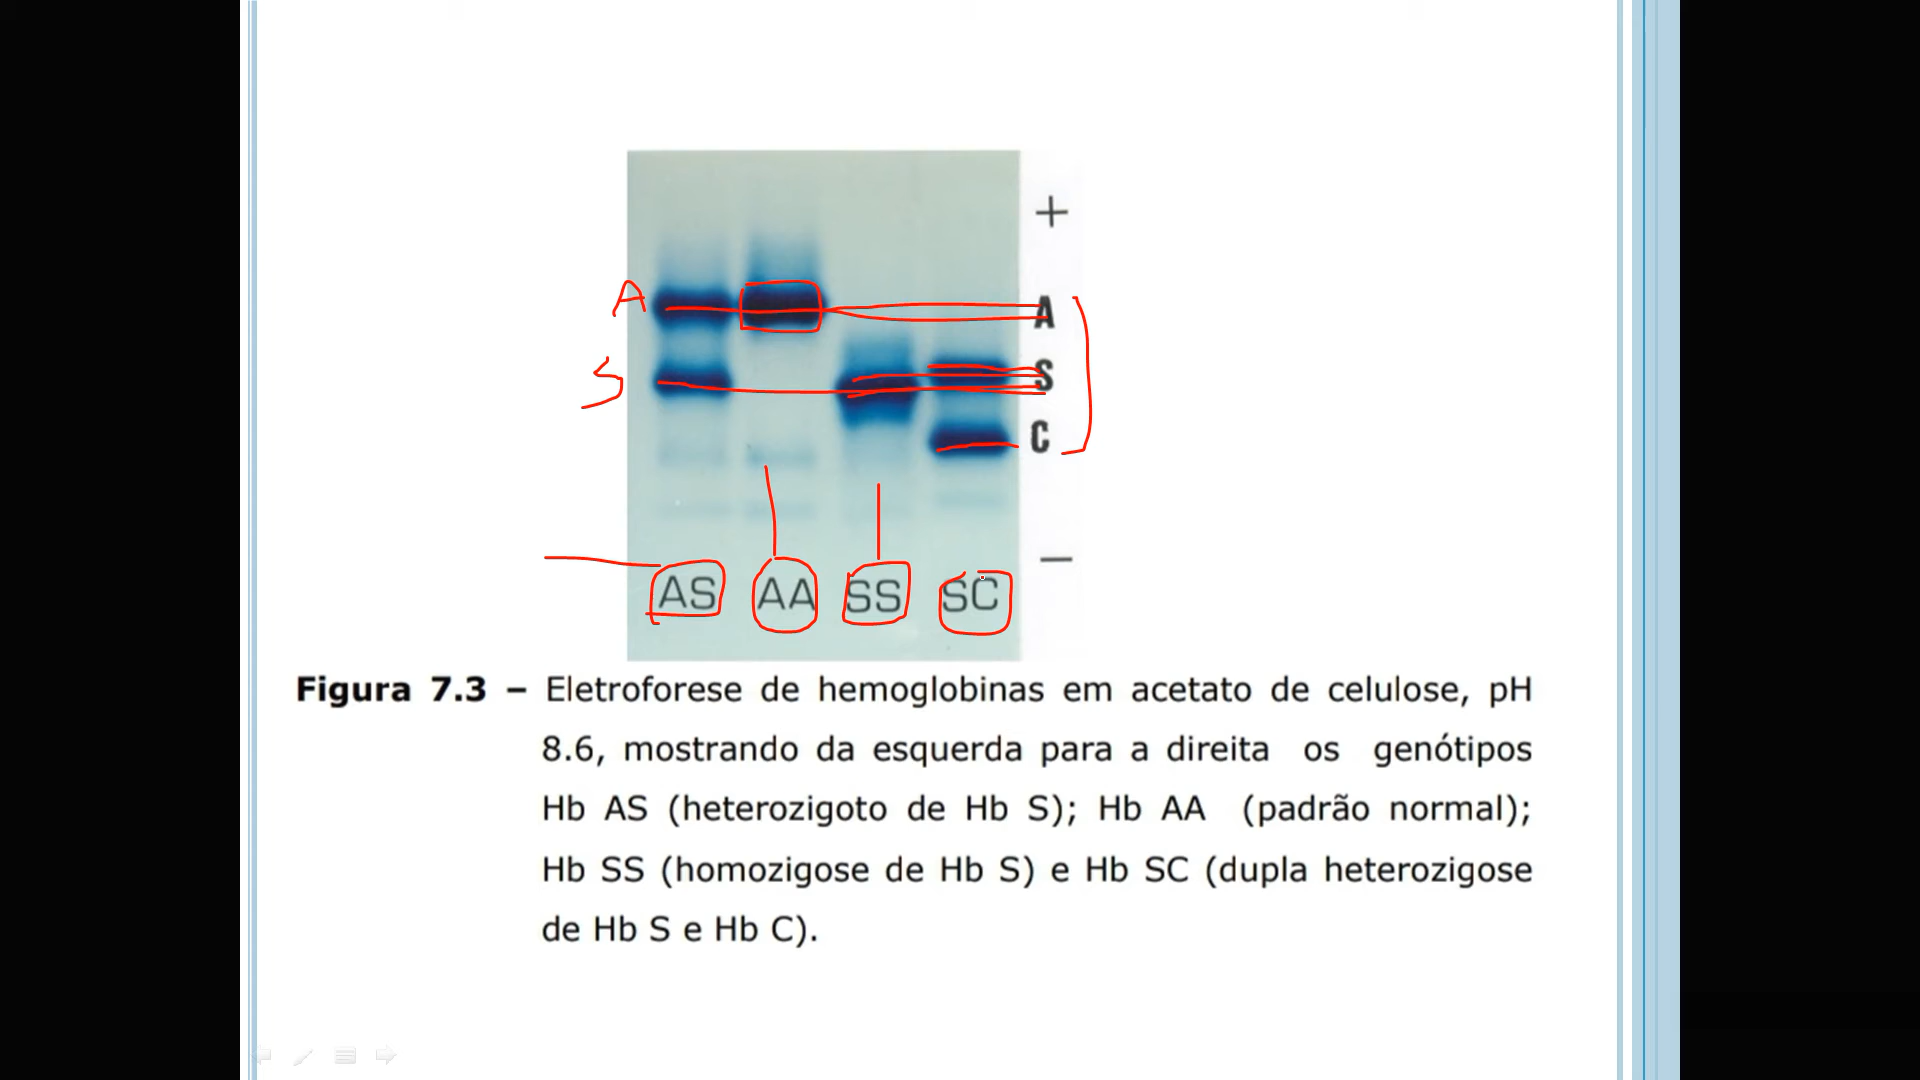 +
A
A
S
S
C
−
AS AA SS SC
Figura 7.3 – Eletroforese de hemoglobinas em acetato de celulose, pH
8.6, mostrando da esquerda para a direita os genótipos
Hb AS (heterozigoto de Hb S); Hb AA (padrão normal);
Hb SS (homozigose de Hb S) e Hb SC (dupla heterozigose
de Hb S e Hb C).